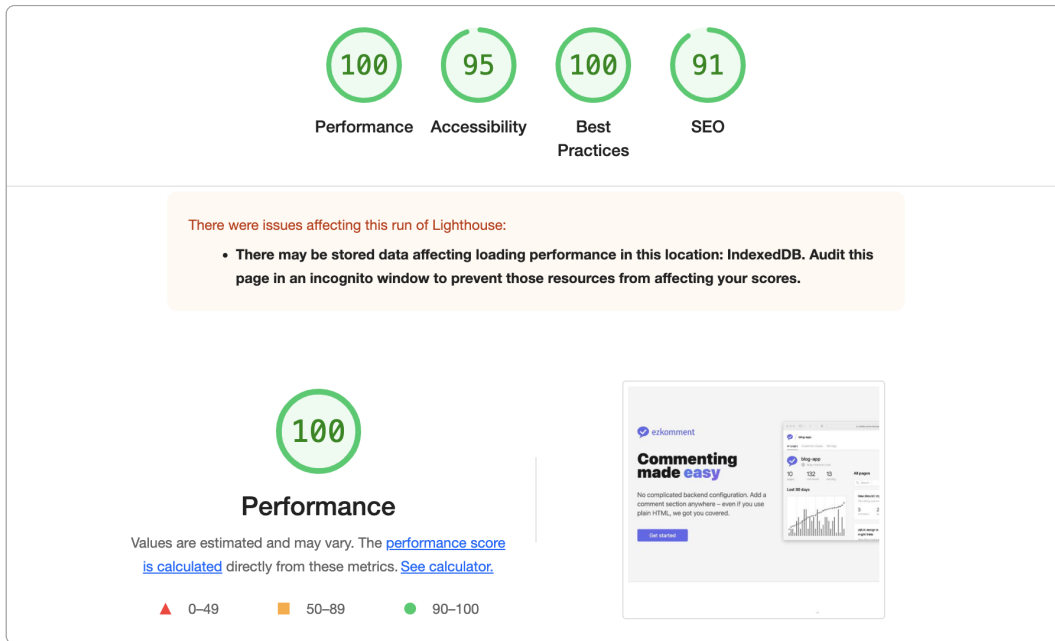 100
95
100
91
Performance
Accessibility
Best
Practices
SEO
There were issues affecting this run of Lighthouse:
• There may be stored data affecting loading performance in this location: IndexedDB. Audit this
page in an incognito window to prevent those resources from affecting your scores.
100
Performance
Values are estimated and may vary. The performance score
is calculated directly from these metrics. See calculator.
0–49
50–89
90–100
ezkomment
Commenting
made easy
No complicated backend configuration. Add a
comment section anywhere – even if you use
plain HTML, we got you covered.
Get started
blog-app
blog-app
10
132
13
All pages
Last 30 days